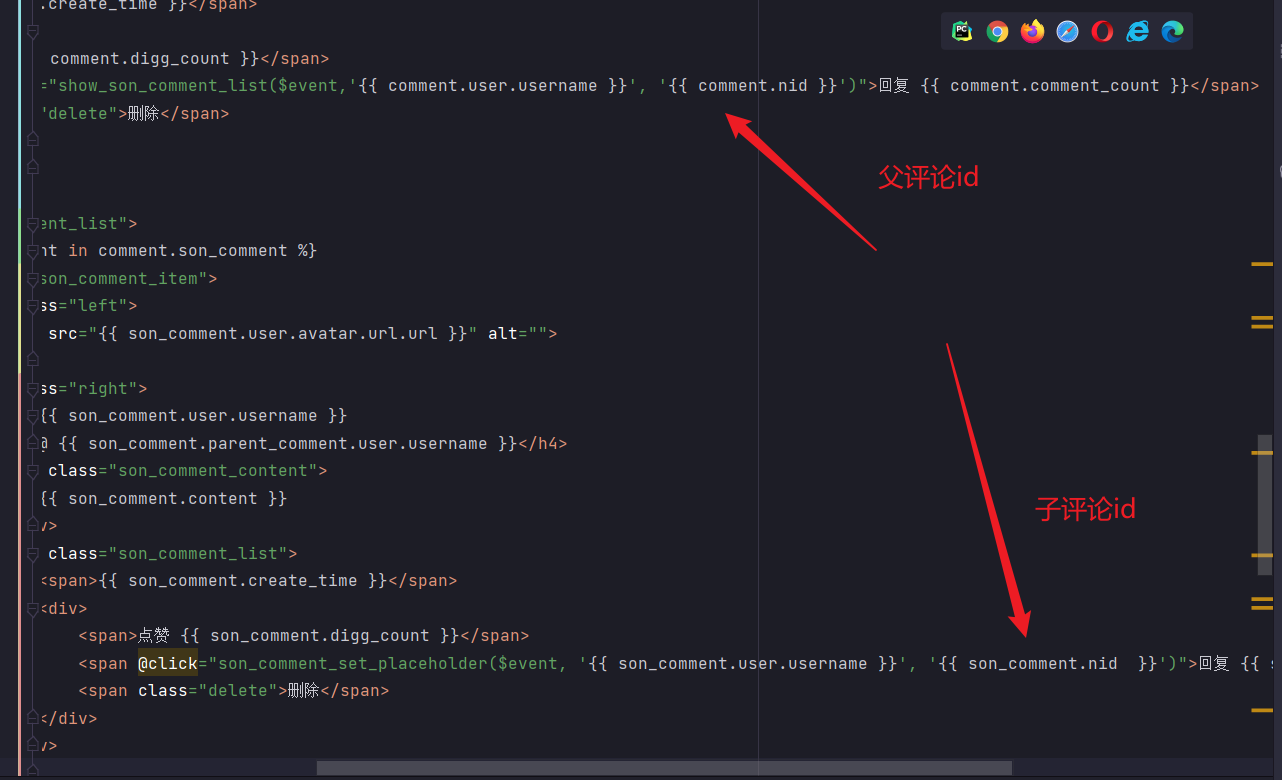 .create_time }}</span>
comment.digg_count }}</span>
="show_son_comment_list($event,'{{ comment.user.username }}', '{{ comment.nid }}')">回复 {{ comment.comment_count }}</span>
"delete">删除</span>
父评论id
ent_list">
nt in comment.son_comment %}
son_comment_item">
ss="left">
src="{{ son_comment.user.avatar.url.url }}" alt="">
ss="right">
{{ son_comment.user.username }}
@ {{ son_comment.parent_comment.user.username }}</h4>
class="son_comment_content">
{{ son_comment.content }}
子评论id
v>
class="son_comment_list">
<span>{{ son_comment.create_time }}</span>
<div>
<span>点赞 {{ son_comment.digg_count }}</span>
<span @click="son_comment_set_placeholder($event, '{{ son_comment.user.username }}', '{{ son_comment.nid  }}')">回复 {{ s
<span class="delete">删除</span>
</div>
v>